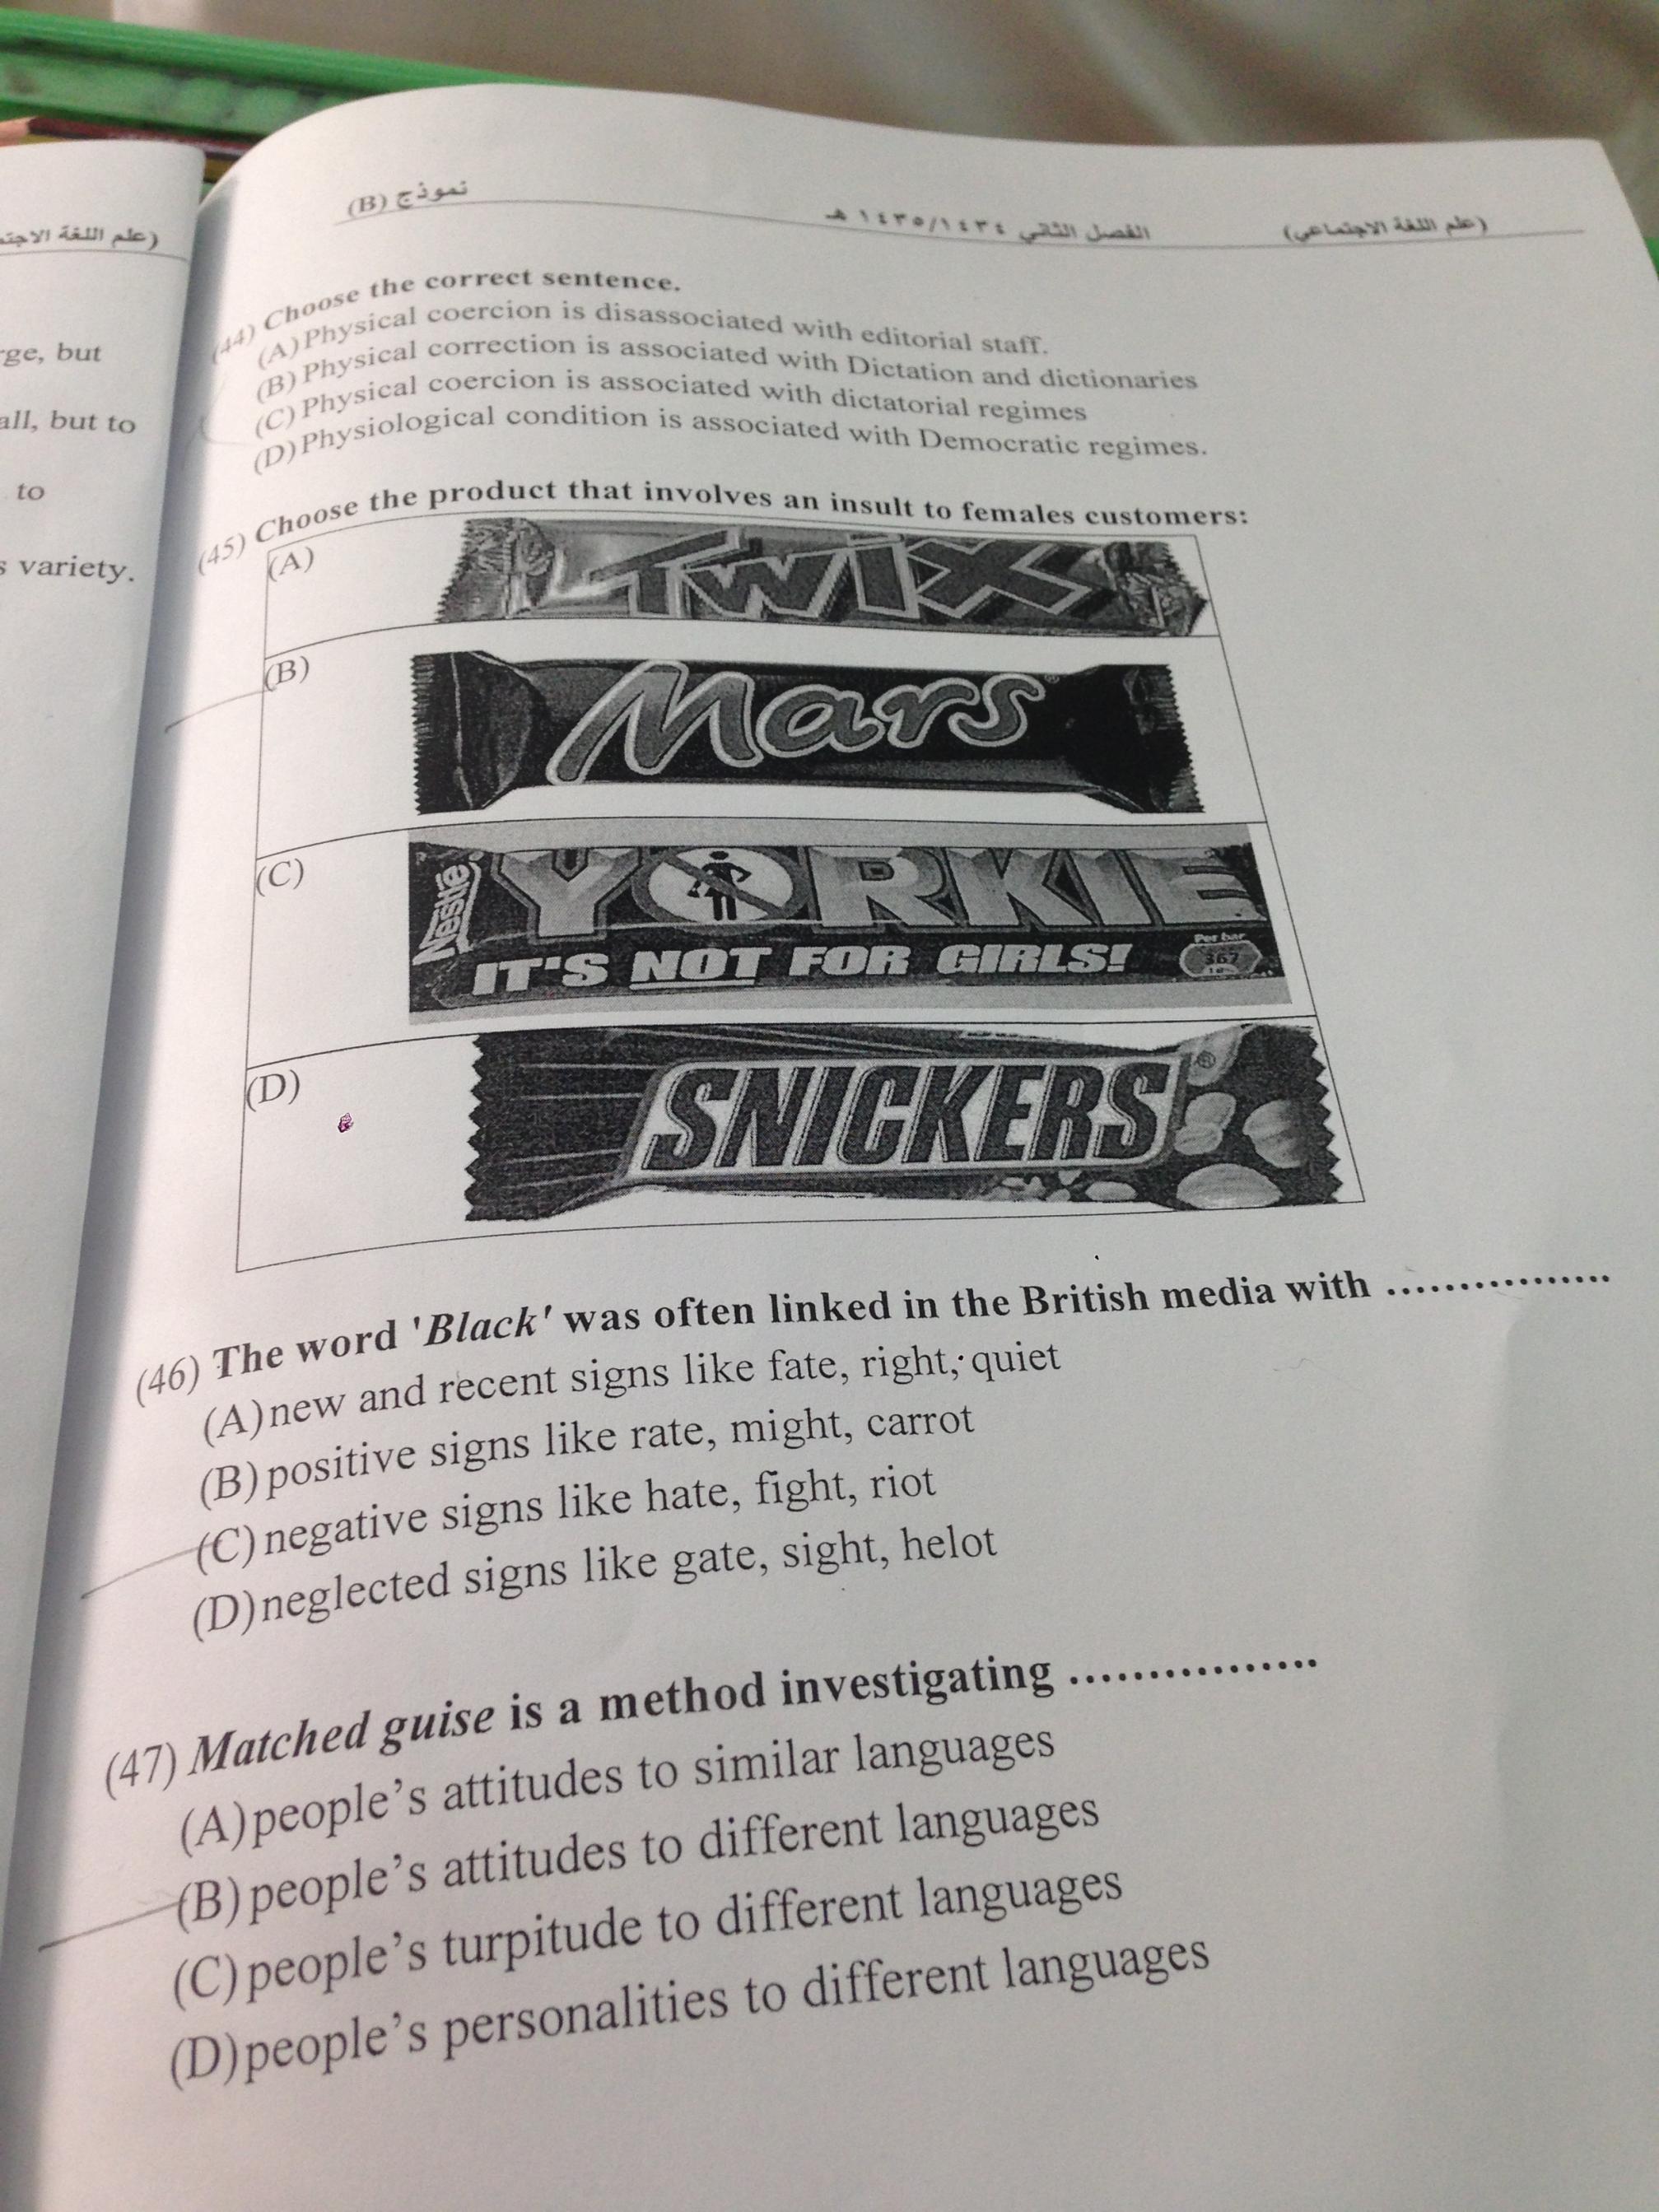 نموذج (B)
الفصل الثاني ١٤٣٥/١٤٣٤ هـ
(علم اللغة الاجتماعي)
(44) Choose the correct sentence.
(A) Physical coercion is disassociated with editorial staff.
(B) Physical correction is associated with Dictation and dictionaries
(C) Physical coercion is associated with dictatorial regimes
(D) Physiological condition is associated with Democratic regimes.
(45) Choose the product that involves an insult to females customers:
(A)
Twix
(B)
Mars®
(C)
Nestlé YORKIE
IT'S NOT FOR GIRLS!
Per bar
367
(D)
SNICKERS®
(46) The word 'Black' was often linked in the British media with ................
(A) new and recent signs like fate, right, quiet
(B) positive signs like rate, might, carrot
(C) negative signs like hate, fight, riot
(D) neglected signs like gate, sight, helot
(47) Matched guise is a method investigating ................
(A) people's attitudes to similar languages
(B) people's attitudes to different languages
(C) people's turpitude to different languages
(D) people's personalities to different languages
(علم اللغة
but
all, but to
to
variety.